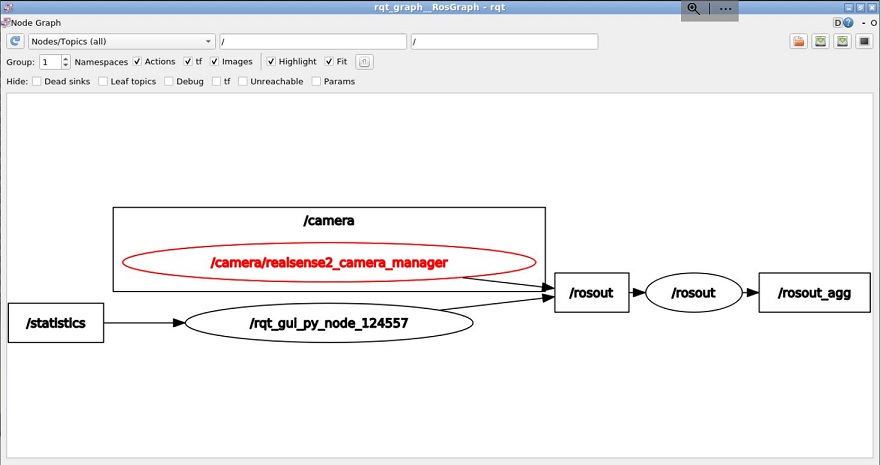 rqt_graph__RosGraph - rqt
Node Graph
D ? - O
Nodes/Topics (all) / /
Group: 1 Namespaces Actions tf Images Highlight Fit
Hide: Dead sinks Leaf topics Debug tf Unreachable Params
/camera
/camera/realsense2_camera_manager
/rosout /rosout /rosout_agg
/statistics /rqt_gui_py_node_124557